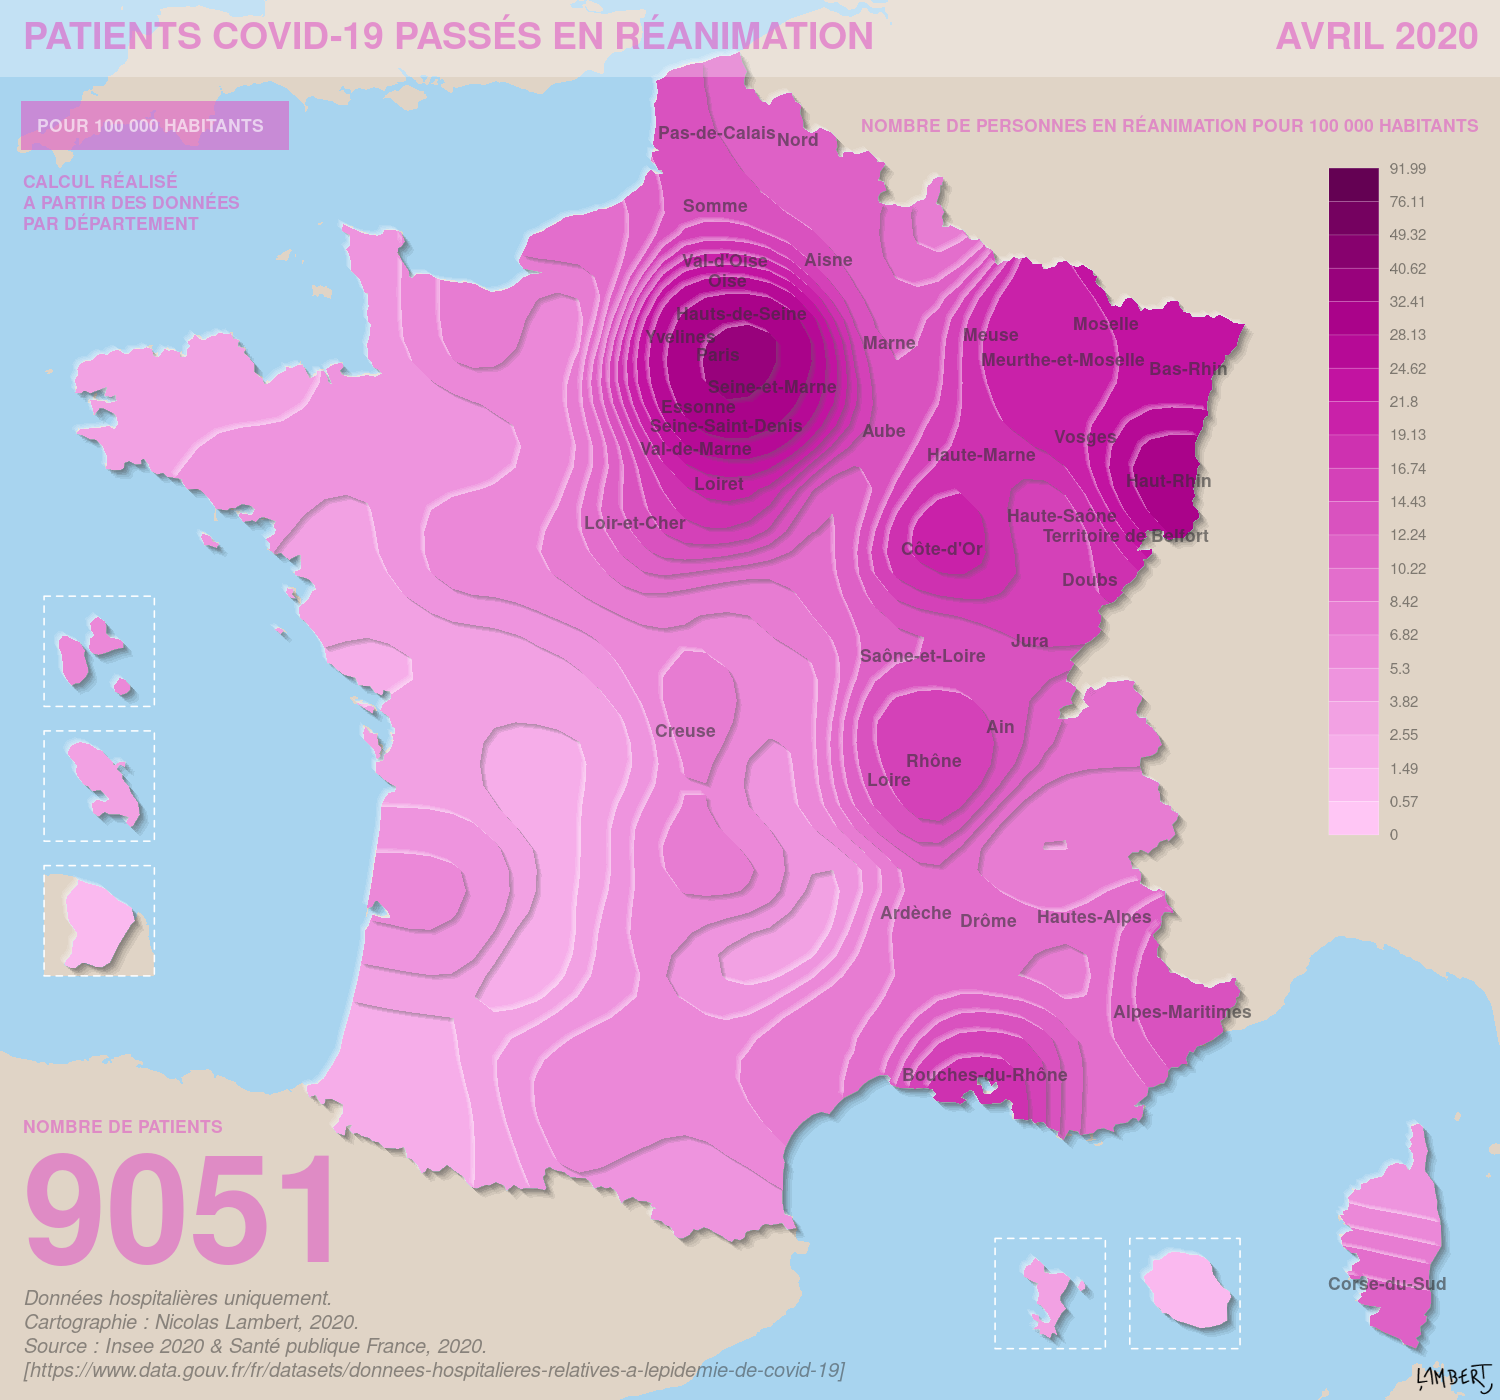 PATIENTS COVID-19 PASSÉS EN RÉANIMATION
AVRIL 2020
POUR 100 000 HABITANTS
CALCUL RÉALISÉ
A PARTIR DES DONNÉES
PAR DÉPARTEMENT
NOMBRE DE PERSONNES EN RÉANIMATION POUR 100 000 HABITANTS
91.99
76.11
49.32
40.62
32.41
28.13
24.62
21.8
19.13
16.74
14.43
12.24
10.22
8.42
6.82
5.3
3.82
2.55
1.49
0.57
0
Pas-de-Calais
Nord
Somme
Val-d'Oise
Aisne
Oise
Hauts-de-Seine
Yvelines
Paris
Marne
Meuse
Moselle
Meurthe-et-Moselle
Bas-Rhin
Seine-et-Marne
Essonne
Seine-Saint-Denis
Val-de-Marne
Aube
Vosges
Haute-Marne
Loiret
Haut-Rhin
Loir-et-Cher
Haute-Saône
Territoire de Belfort
Côte-d'Or
Doubs
Jura
Saône-et-Loire
Creuse
Ain
Rhône
Loire
Ardèche
Drôme
Hautes-Alpes
Alpes-Maritimes
Bouches-du-Rhône
Corse-du-Sud
NOMBRE DE PATIENTS
9051
Données hospitalières uniquement.
Cartographie : Nicolas Lambert, 2020.
Source : Insee 2020 & Santé publique France, 2020.
[https://www.data.gouv.fr/fr/datasets/donnees-hospitalieres-relatives-a-lepidemie-de-covid-19]
LAMBERT